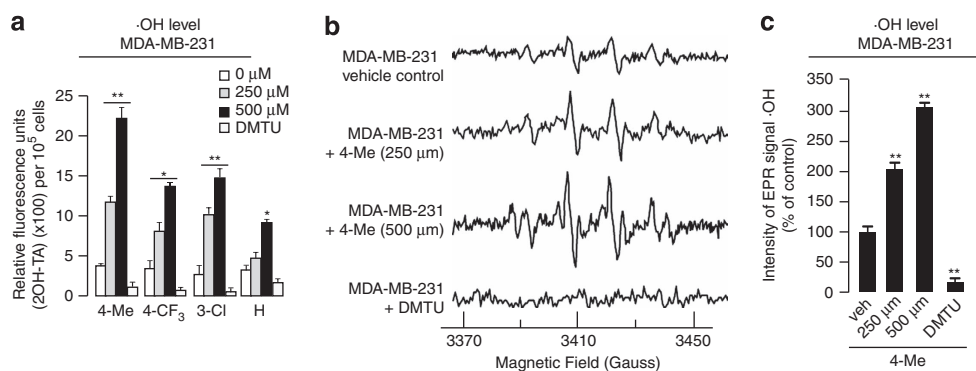 a
·OH level
MDA-MB-231
0 μM
250 μM
500 μM
DMTU
Relative fluorescence units
(2OH-TA) (x100) per 10⁵ cells
25
20
15
10
5
0
**
*
**
*
4-Me
4-CF₃
3-Cl
H
b
MDA-MB-231
vehicle control
MDA-MB-231
+ 4-Me (250 μm)
MDA-MB-231
+ 4-Me (500 μm)
MDA-MB-231
+ DMTU
3370
3410
3450
Magnetic Field (Gauss)
c
·OH level
MDA-MB-231
Intensity of EPR signal ·OH
(% of control)
350
300
250
200
150
100
50
0
**
**
**
veh
250 μm
500 μm
DMTU
4-Me